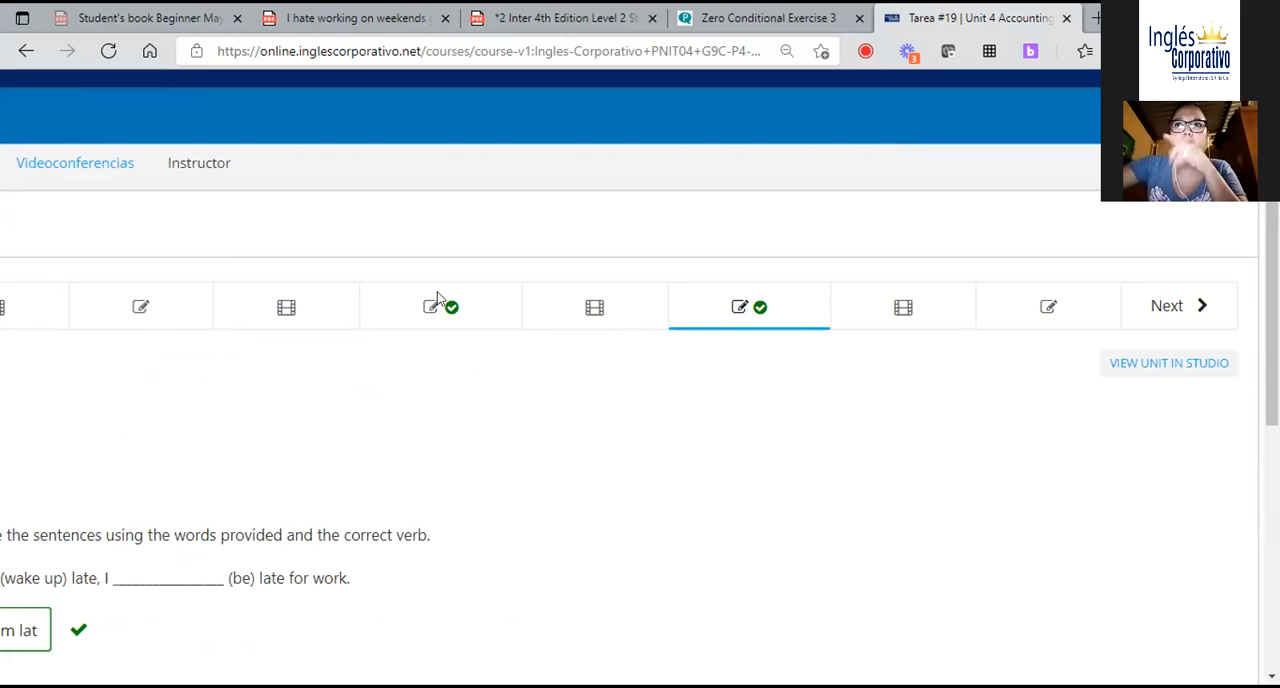 Student's book Beginner May
I hate working on weekends
*2 Inter 4th Edition Level 2 St
Zero Conditional Exercise 3
Tarea #19 | Unit 4 Accounting
https://online.inglescorporativo.net/courses/course-v1:Ingles-Corporativo+PNIT04+G9C-P4-...
3
b
Inglés
Corporativo
Videoconferencias
Instructor
Next
VIEW UNIT IN STUDIO
e the sentences using the words provided and the correct verb.
(wake up) late, I _______________ (be) late for work.
m lat